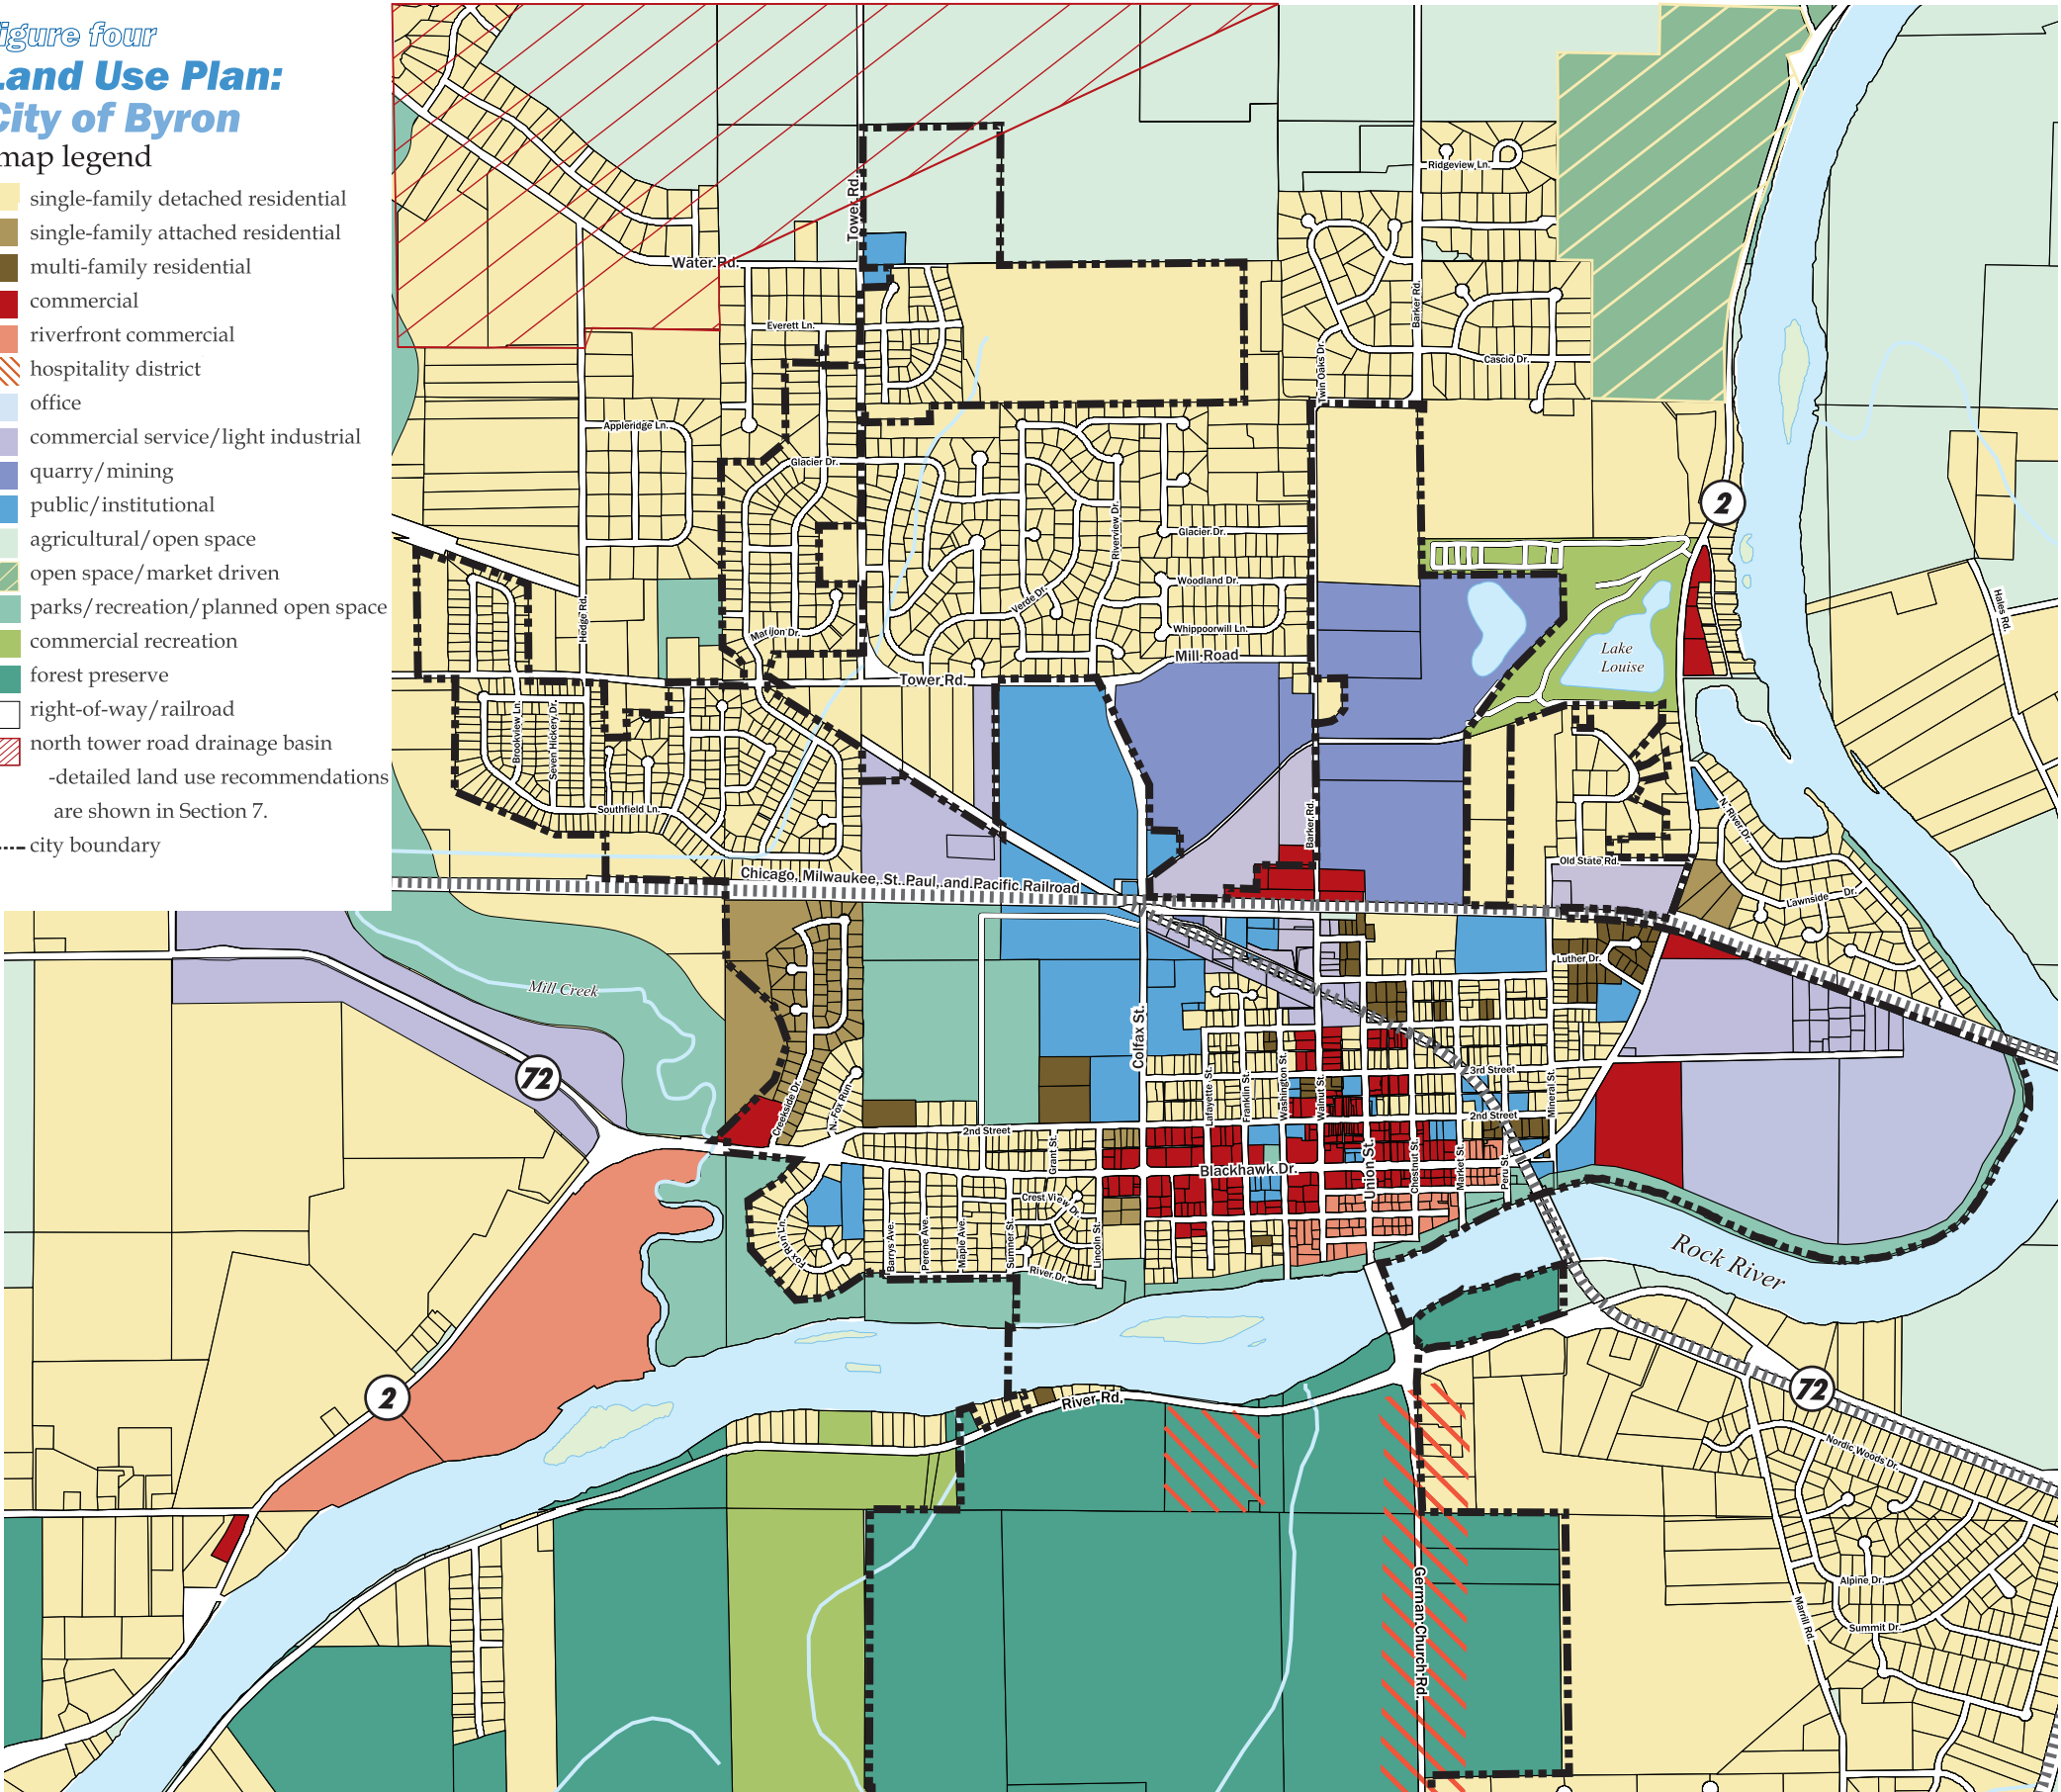 figure four
Land Use Plan:
City of Byron
map legend
single-family detached residential
single-family attached residential
multi-family residential
commercial
riverfront commercial
hospitality district
office
commercial service/light industrial
quarry/mining
public/institutional
agricultural/open space
open space/market driven
parks/recreation/planned open space
commercial recreation
forest preserve
right-of-way/railroad
north tower road drainage basin
-detailed land use recommendations
are shown in Section 7.
city boundary
Ridgeview Ln.
Tower Rd.
Water Rd.
Barker Rd.
Everett Ln.
Twin Oaks Dr.
Cascio Dr.
Appleridge Ln.
Glacier Dr.
2
Riverview Dr.
Glacier Dr.
Woodland Dr.
Verde Dr.
Hedge Rd.
Hales Rd.
Marijon Dr.
Whippoorwill Ln.
Mill Road
Lake
Louise
Tower Rd.
Brookview Ln.
Seven Hickery Dr.
Southfield Ln.
Barker Rd.
N. River Dr.
Old State Rd.
Chicago, Milwaukee, St. Paul, and Pacific Railroad
Lawnside Dr.
Luther Dr.
Mill Creek
Colfax St.
72
3rd Street
Lafayette St.
Franklin St.
Washington St.
Walnut St.
Mineral St.
Creekside Dr.
N. Fox Run
2nd Street
2nd Street
Grant St.
Blackhawk Dr.
Union St.
Chestnut St.
Market St.
Peru St.
Crest View Dr.
Fox Run Ln.
Barrys Ave.
Perene Ave.
Maple Ave.
Sumner St.
Lincoln St.
River Dr.
Rock River
2
River Rd.
72
Nordic Woods Dr.
German Church Rd.
Alpine Dr.
Marrill Rd.
Summit Dr.